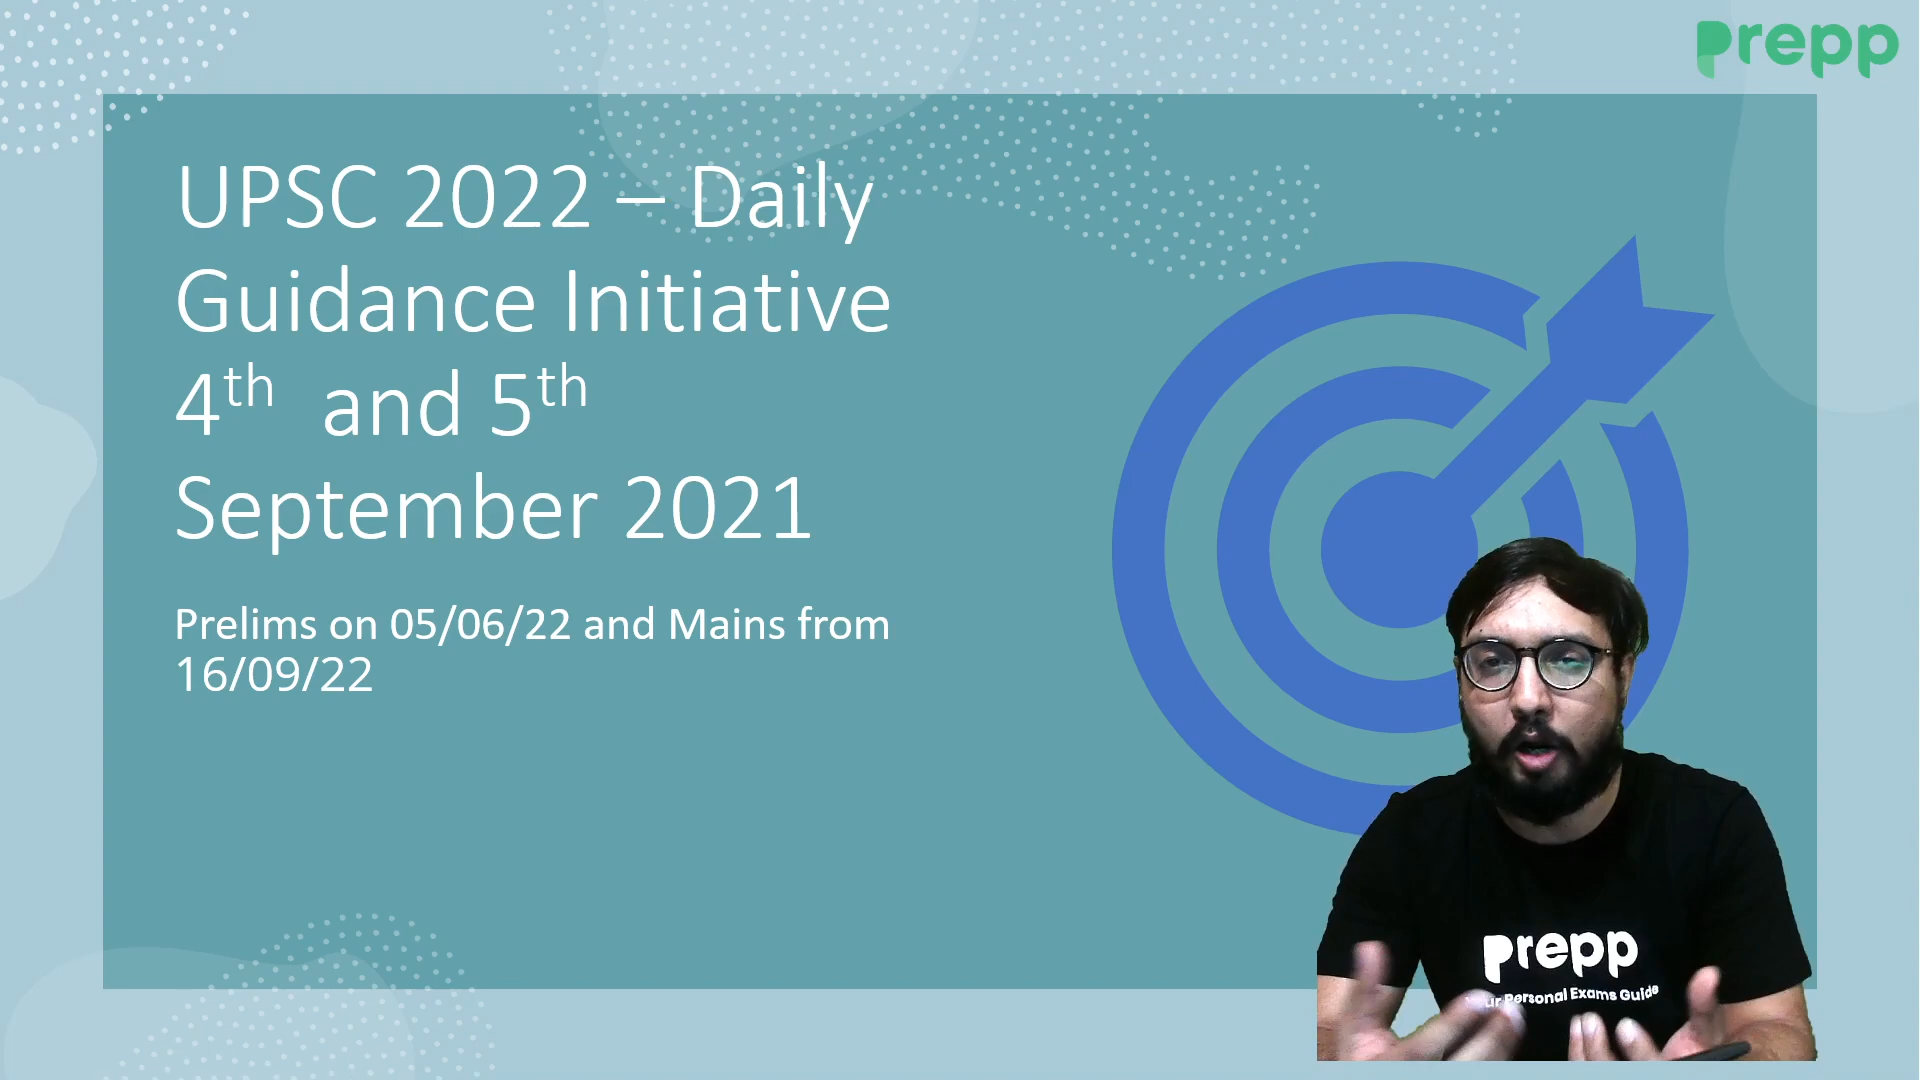 prepp
UPSC 2022 – Daily
Guidance Initiative
4th and 5th
September 2021
Prelims on 05/06/22 and Mains from
16/09/22
prepp
Personal Exams Guide